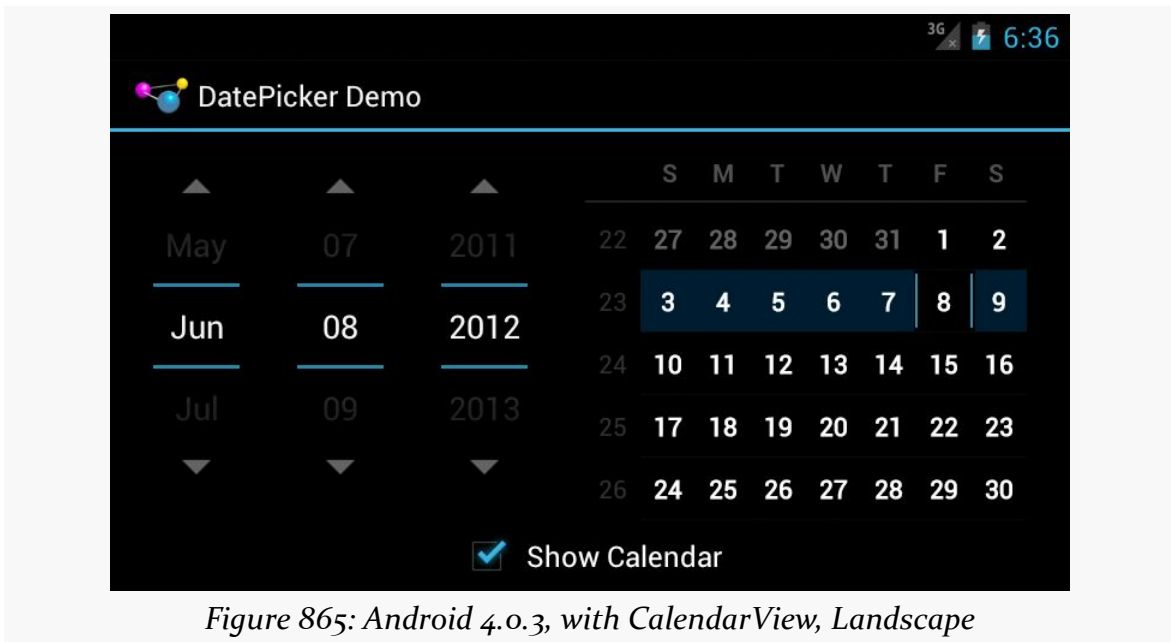 3G 6:36
DatePicker Demo
S M T W T F S
May 07 2011 22 27 28 29 30 31 1 2
23 3 4 5 6 7 8 9
Jun 08 2012
24 10 11 12 13 14 15 16
Jul 09 2013
25 17 18 19 20 21 22 23
26 24 25 26 27 28 29 30
Show Calendar
Figure 865: Android 4.0.3, with CalendarView, Landscape